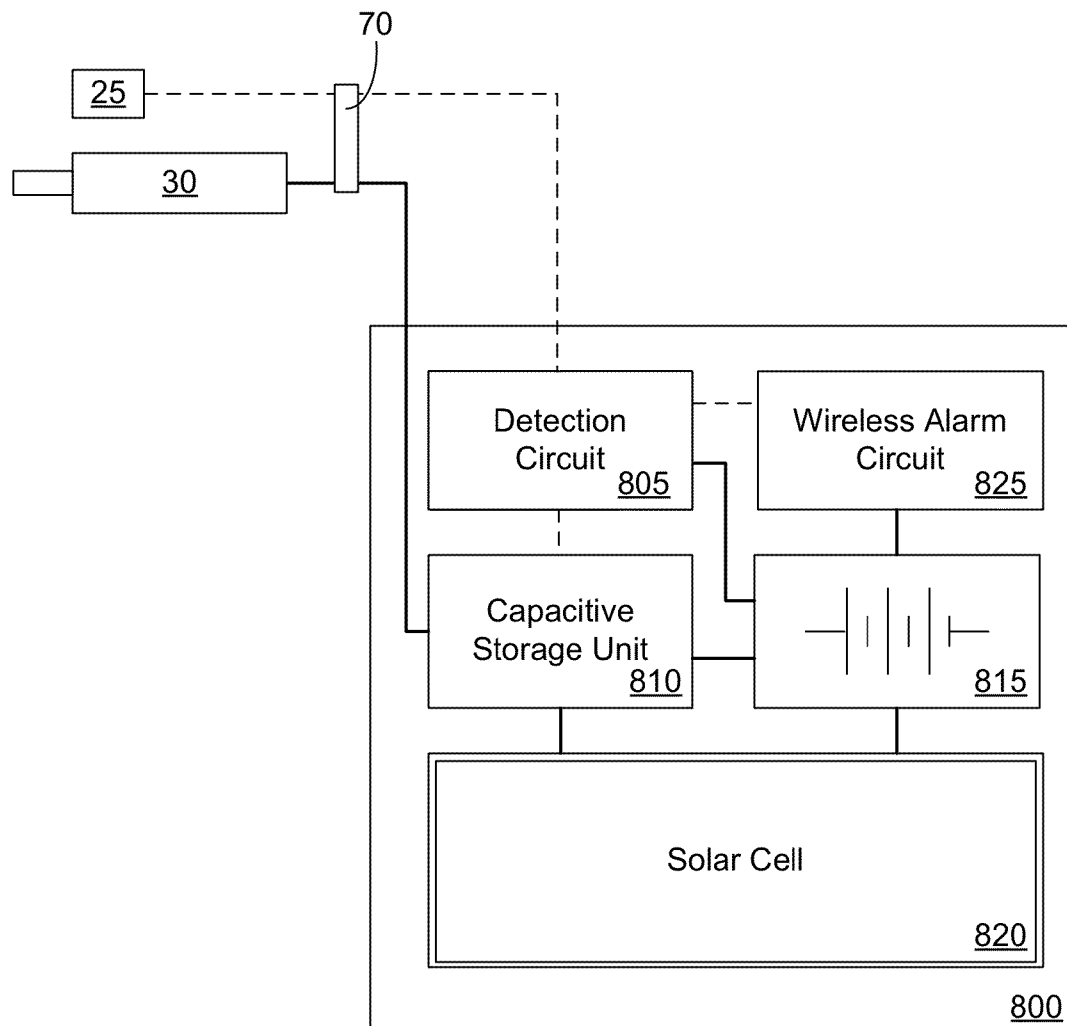 70
25
30
Detection
Circuit
805
Wireless Alarm
Circuit
825
Capacitive
Storage Unit
810
815
Solar Cell
820
800